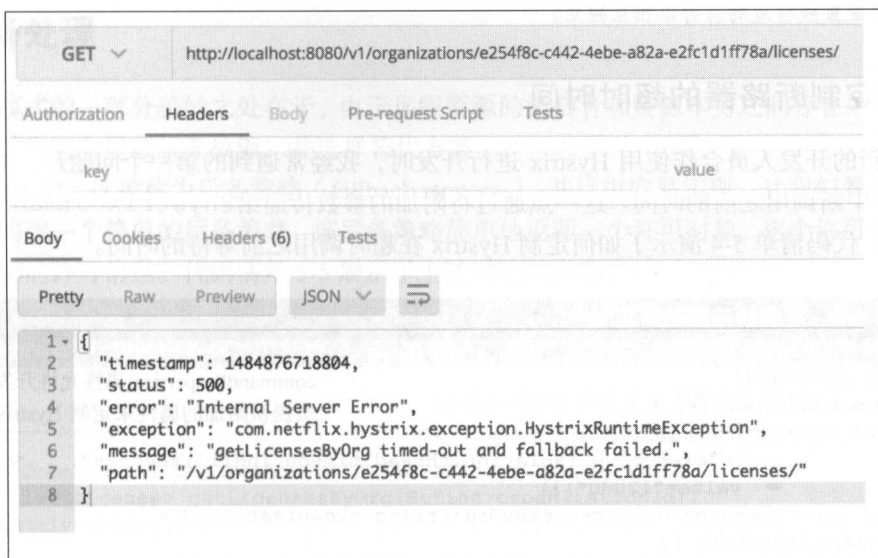 GET
http://localhost:8080/v1/organizations/e254f8c-c442-4ebe-a82a-e2fc1d1ff78a/licenses/
Authorization Headers Body Pre-request Script Tests
key value
Body Cookies Headers (6) Tests
Pretty Raw Preview JSON
1 {
2 "timestamp": 1484876718804,
3 "status": 500,
4 "error": "Internal Server Error",
5 "exception": "com.netflix.hystrix.exception.HystrixRuntimeException",
6 "message": "getLicensesByOrg timed-out and fallback failed.",
7 "path": "/v1/organizations/e254f8c-c442-4ebe-a82a-e2fc1d1ff78a/licenses/"
8 }